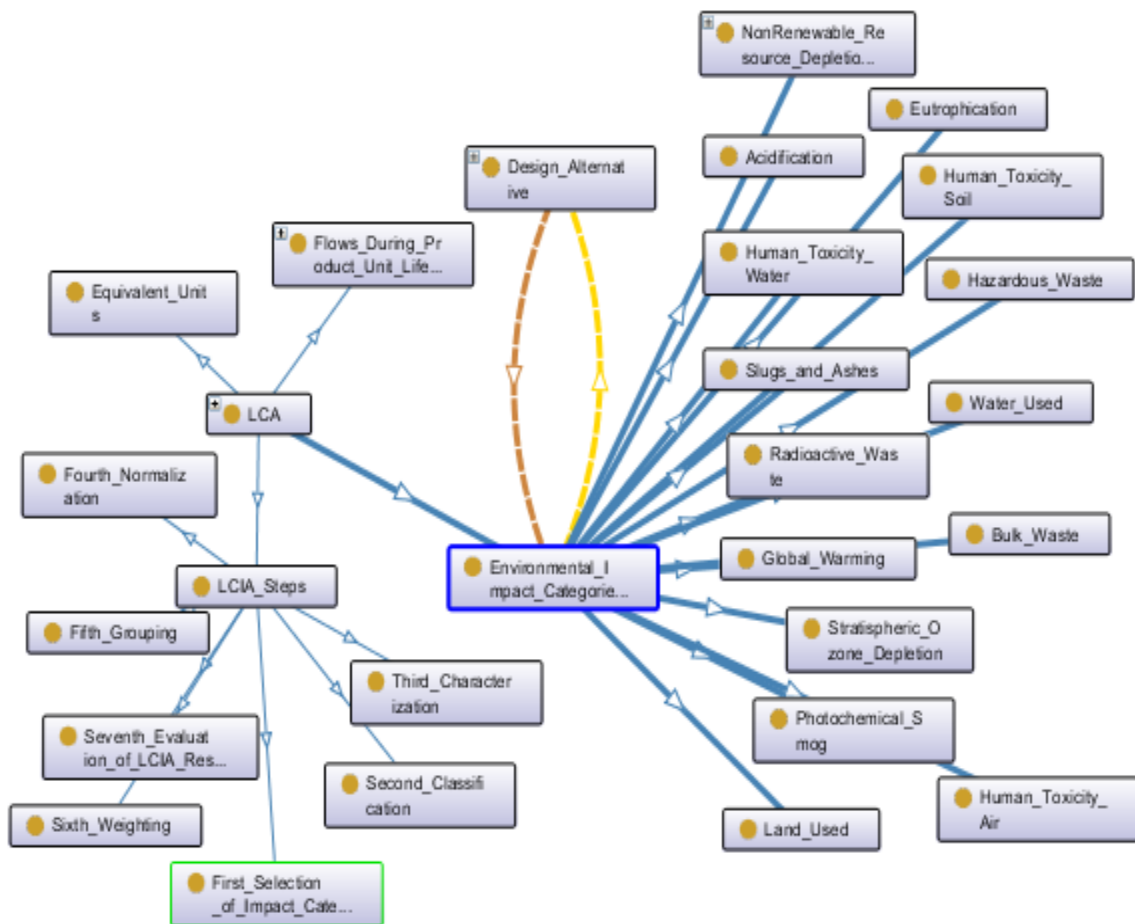 NonRenewable_Re
source_Depletio...
Eutrophication
Acidification
Design_Alternat
ive
Human_Toxicity_
Soil
Flows_During_Pr
oduct_Unit_Life...
Human_Toxicity_
Water
Equivalent_Unit
s
Hazardous_Waste
Slugs_and_Ashes
LCA
Water_Used
Fourth_Normaliz
ation
Radioactive_Was
te
Bulk_Waste
Global_Warming
Environmental_I
mpact_Categorie...
LCIA_Steps
Fifth_Grouping
Stratispheric_O
zone_Depletion
Third_Character
ization
Photochemical_S
mog
Seventh_Evaluat
ion_of_LCIA_Res...
Second_Classifi
cation
Human_Toxicity_
Air
Sixth_Weighting
Land_Used
First_Selection
_of_Impact_Cate...